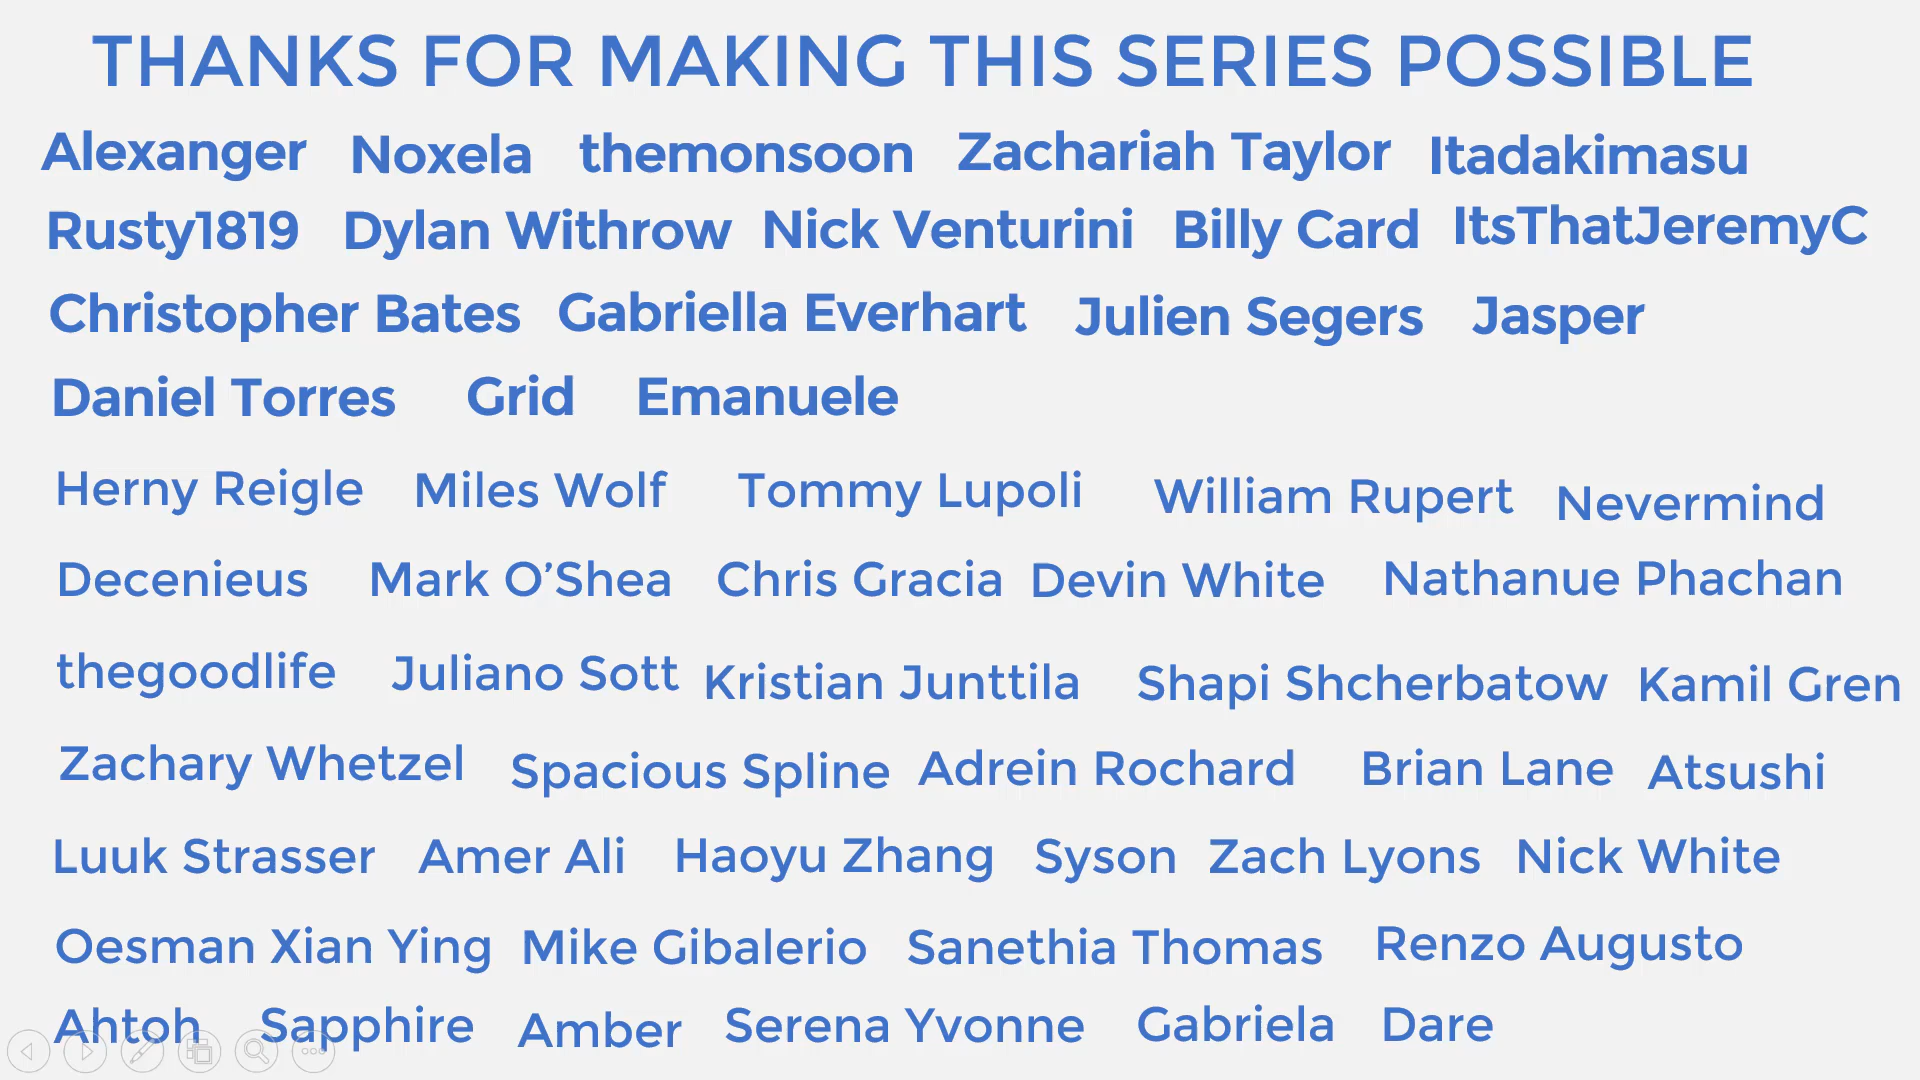 THANKS FOR MAKING THIS SERIES POSSIBLE
Alexanger Noxela themonsoon Zachariah Taylor Itadakimasu
Rusty1819 Dylan Withrow Nick Venturini Billy Card ItsThatJeremyC
Christopher Bates Gabriella Everhart Julien Segers Jasper
Daniel Torres Grid Emanuele
Herny Reigle Miles Wolf Tommy Lupoli William Rupert Nevermind
Decenieus Mark O’Shea Chris Gracia Devin White Nathanue Phachan
thegoodlife Juliano Sott Kristian Junttila Shapi Shcherbatow Kamil Gren
Zachary Whetzel Spacious Spline Adrein Rochard Brian Lane Atsushi
Luuk Strasser Amer Ali Haoyu Zhang Syson Zach Lyons Nick White
Oesman Xian Ying Mike Gibalerio Sanethia Thomas Renzo Augusto
Ahtoh Sapphire Amber Serena Yvonne Gabriela Dare